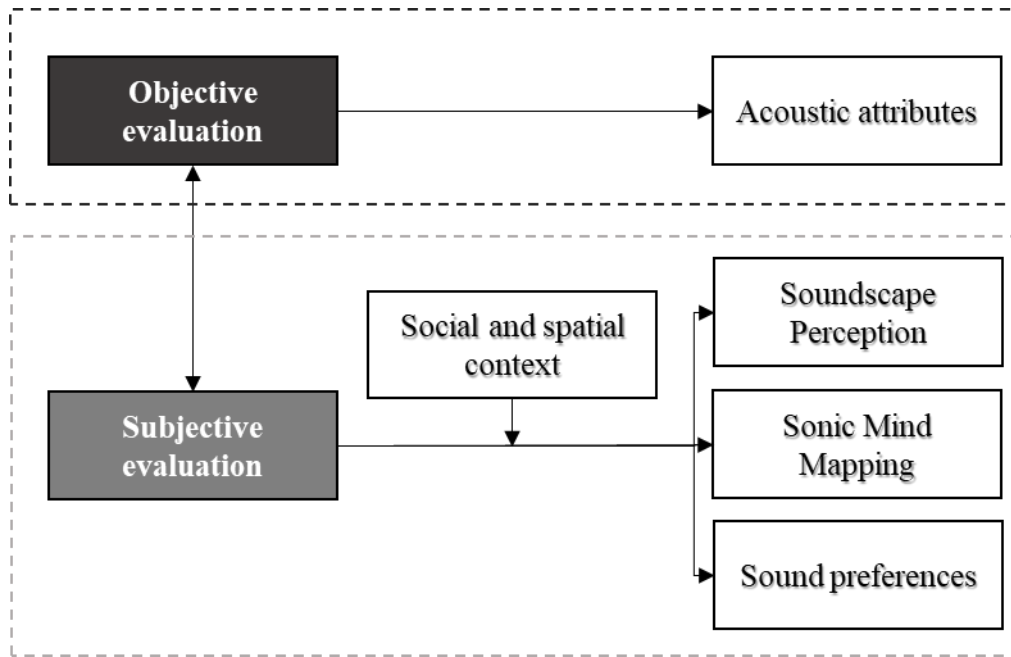 Objective
evaluation
Acoustic attributes
Social and spatial
context
Subjective
evaluation
Soundscape
Perception
Sonic Mind
Mapping
Sound preferences